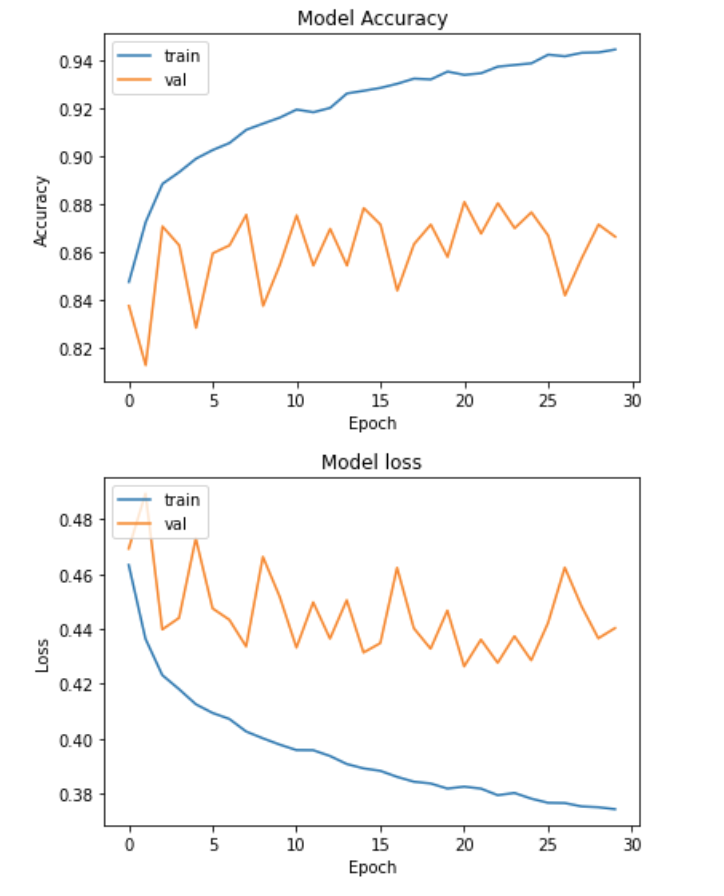 Model Accuracy
train
val
0.94
0.92
0.90
0.88
0.86
0.84
0.82
Accuracy
0 5 10 15 20 25 30
Epoch
Model loss
train
val
0.48
0.46
0.44
0.42
0.40
0.38
Loss
0 5 10 15 20 25 30
Epoch